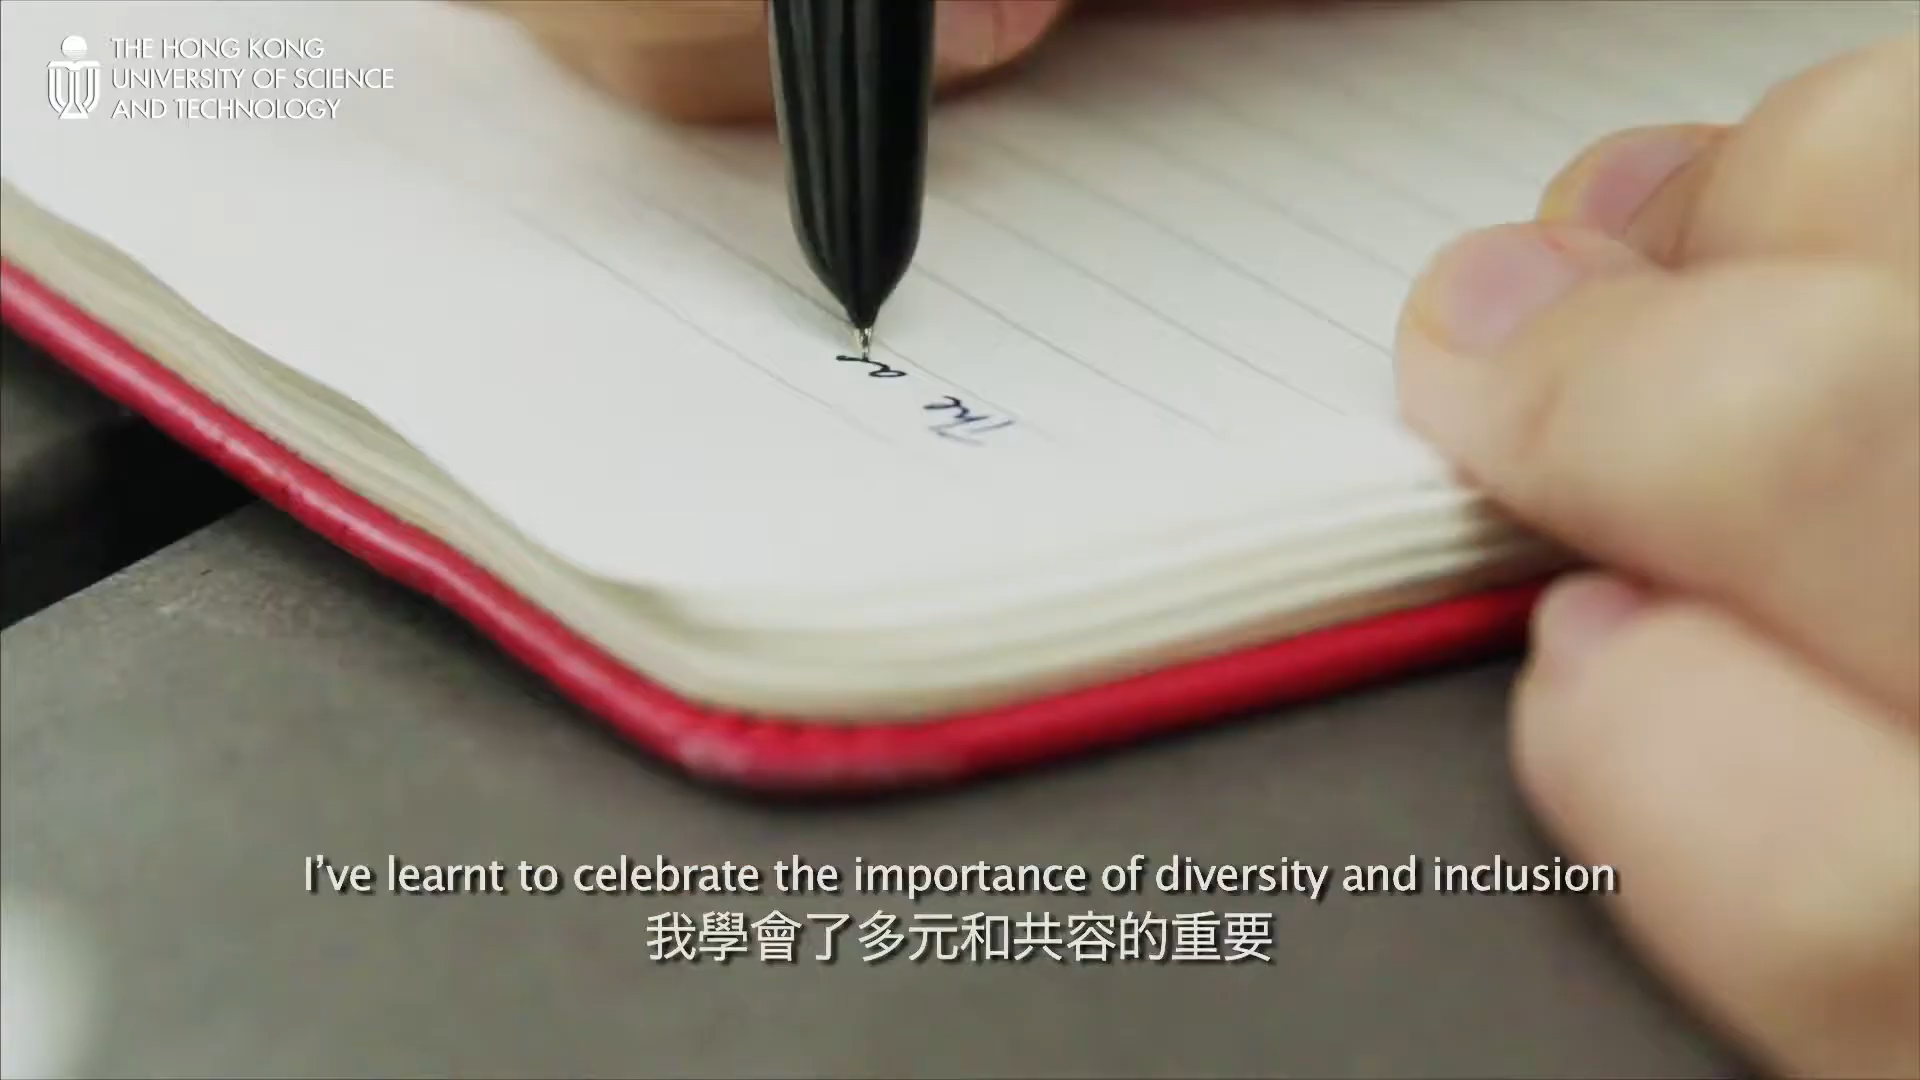 THE HONG KONG
UNIVERSITY OF SCIENCE
AND TECHNOLOGY
The a
I've learnt to celebrate the importance of diversity and inclusion
我學會了多元和共容的重要